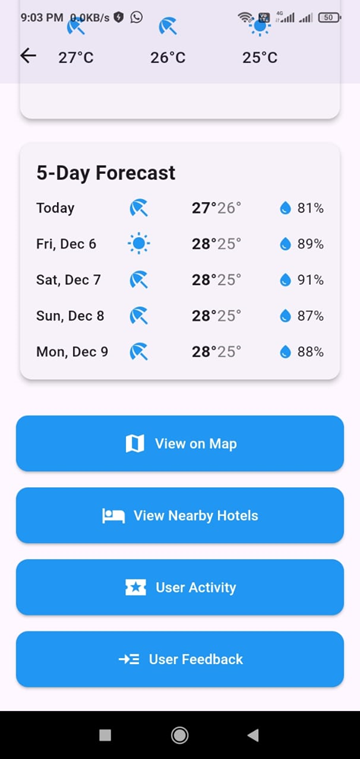 9:03 PM 0.0KB/s 4G 50
27°C 26°C 25°C
5-Day Forecast
Today 27°26° 81%
Fri, Dec 6 28°25° 89%
Sat, Dec 7 28°25° 91%
Sun, Dec 8 28°25° 87%
Mon, Dec 9 28°25° 88%
View on Map
View Nearby Hotels
User Activity
User Feedback